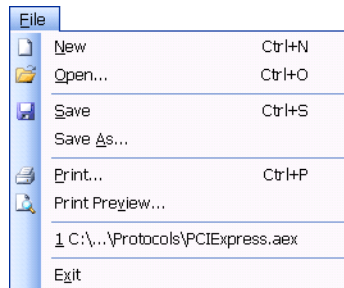 File
New Ctrl+N
Open... Ctrl+O
Save Ctrl+S
Save As...
Print... Ctrl+P
Print Preview...
1 C:\...\Protocols\PCIExpress.aex
Exit